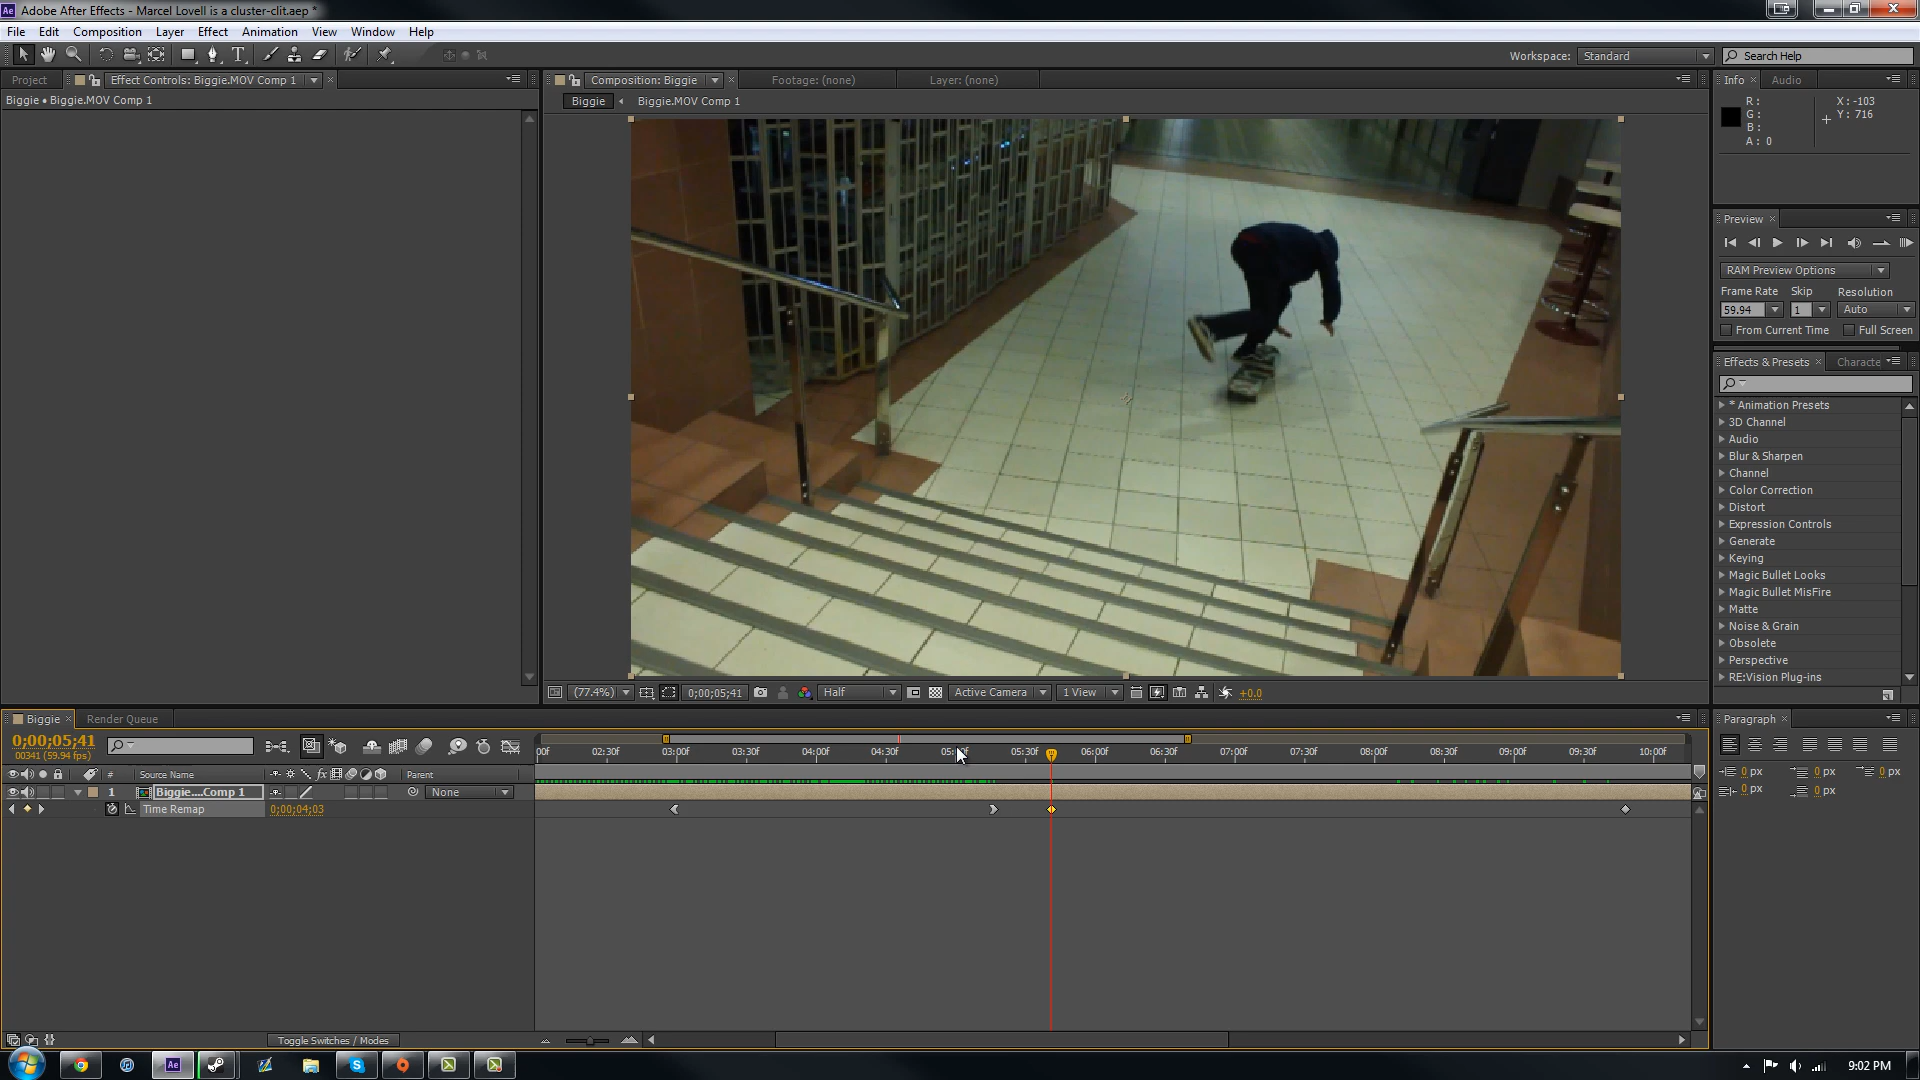 Adobe After Effects - Marcel Lovell is a cluster-clit.aep *
File Edit Composition Layer Effect Animation View Window Help
Workspace: Standard Search Help
Project Effect Controls: Biggie.MOV Comp 1 Composition: Biggie Footage: (none) Layer: (none) Info Audio
Biggie • Biggie.MOV Comp 1 Biggie Biggie.MOV Comp 1
R : X : -103
G : Y : 716
B :
A : 0
Preview
RAM Preview Options
Frame Rate Skip Resolution
59.94 1 Auto
From Current Time Full Screen
Effects & Presets Characte
* Animation Presets
3D Channel
Audio
Blur & Sharpen
Channel
Color Correction
Distort
Expression Controls
Generate
Keying
Magic Bullet Looks
Magic Bullet MisFire
Matte
Noise & Grain
Obsolete
Perspective
RE:Vision Plug-ins
(77.4%) 0;00;05;41 Half Active Camera 1 View +0.0
Biggie Render Queue Paragraph
0;00;05;41
00341 (59.94 fps)
00f 02:30f 03:00f 03:30f 04:00f 04:30f 05:30f 06:00f 06:30f 07:00f 07:30f 08:00f 08:30f 09:00f 09:30f 10:00f
# Source Name fx Parent
1 Biggie....Comp 1 None
Time Remap 0;00;04;03
0 px 0 px 0 px
0 px 0 px
Toggle Switches / Modes
Ae S 9:02 PM